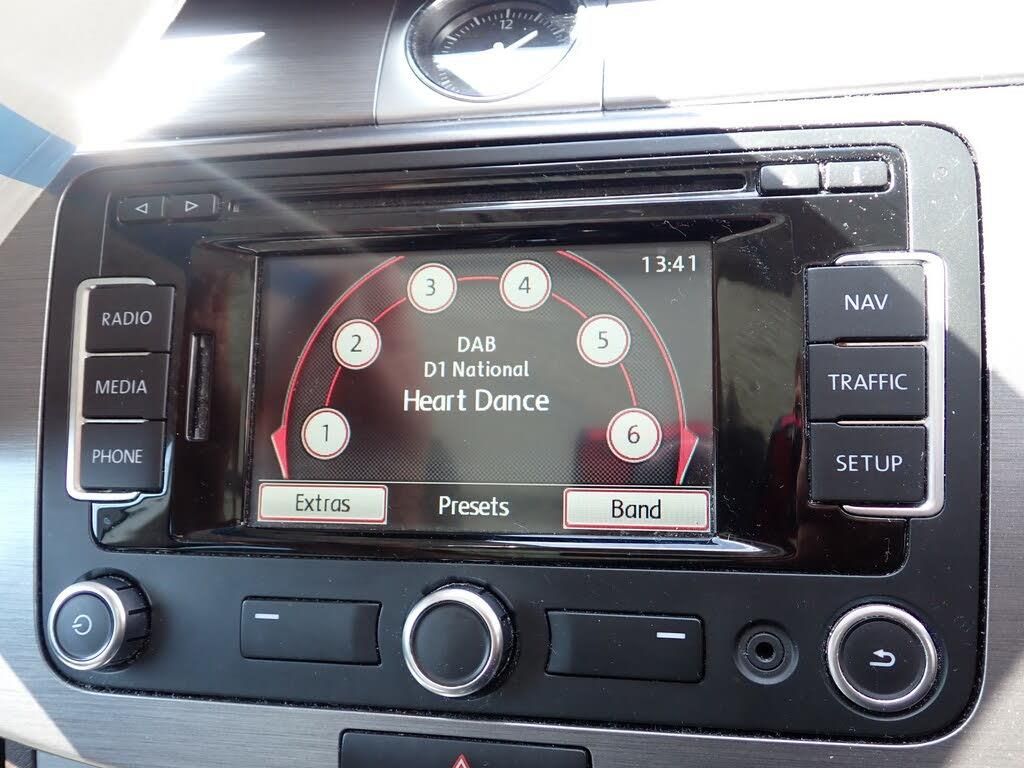 12
13:41
RADIO
MEDIA
PHONE
3
4
2
5
1
6
DAB
D1 National
Heart Dance
Extras
Presets
Band
NAV
TRAFFIC
SETUP